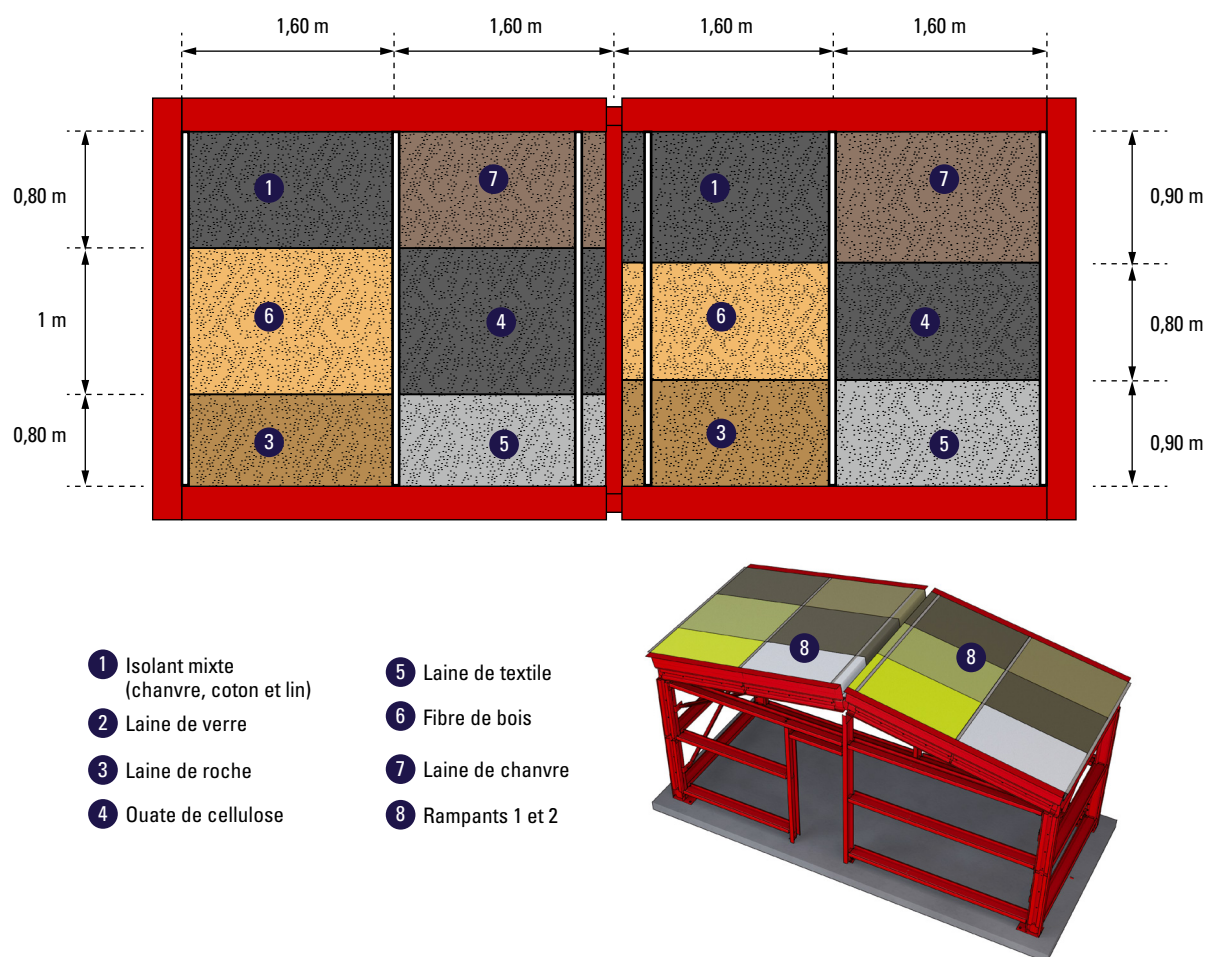 1,60 m 1,60 m 1,60 m 1,60 m
1 7 1 7
0,80 m 0,90 m
6 4 6 4
1 m 0,80 m
3 5 3 5
0,80 m 0,90 m
8 8
1 Isolant mixte
(chanvre, coton et lin)
2 Laine de verre
3 Laine de roche
4 Ouate de cellulose
5 Laine de textile
6 Fibre de bois
7 Laine de chanvre
8 Rampants 1 et 2